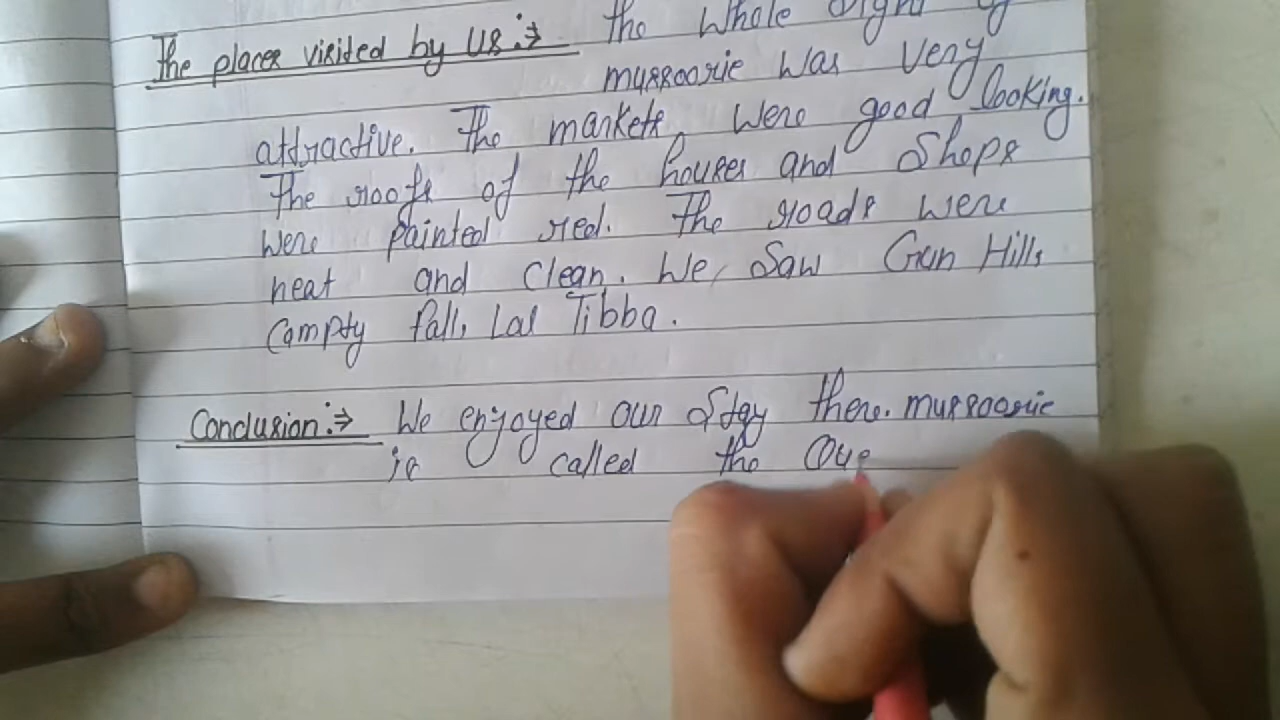 The places visited by us :→ the whole sight of
mussoorie was very
attractive. The markets were good looking.
The roofs of the houses and shops
were painted red. The roads were
neat and clean. We saw Gun Hill,
Campty fall, Lal Tibba.
Conclusion :→ We enjoyed our stay there. mussoorie
is called the Que